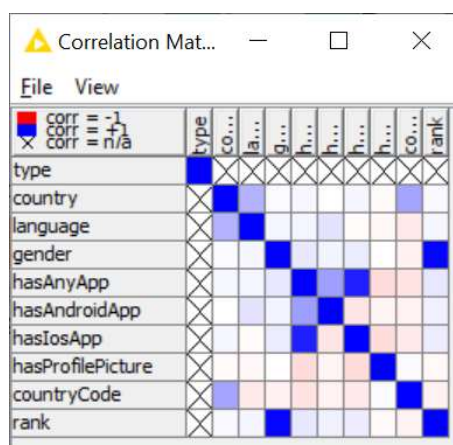 Correlation Mat...
File View
corr = -1
corr = +1
corr = n/a
type
co...
la...
g...
h...
h...
h...
h...
co...
rank
type
country
language
gender
hasAnyApp
hasAndroidApp
hasIosApp
hasProfilePicture
countryCode
rank